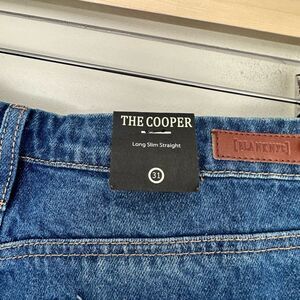 THE COOPER
Long Slim Straight
31
[BLANKNYC]